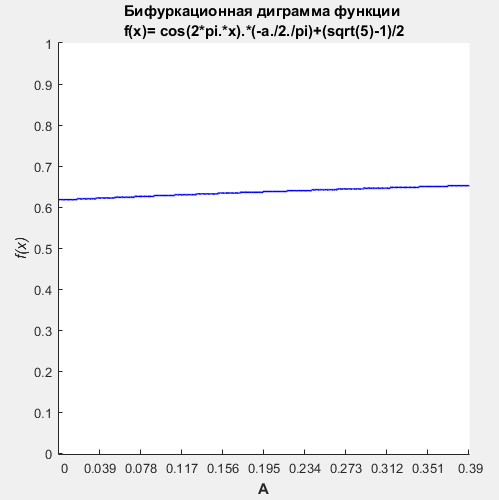 Бифуркационная диграмма функции
f(x)= cos(2*pi.*x).*(-a./2./pi)+(sqrt(5)-1)/2
1
0.9
0.8
0.7
0.6
0.5
0.4
0.3
0.2
0.1
0
f(x)
0 0.039 0.078 0.117 0.156 0.195 0.234 0.273 0.312 0.351 0.39
A